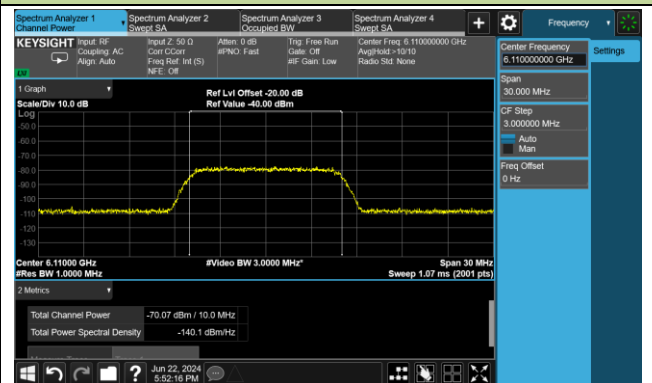 Spectrum Analyzer 1
Channel Power
Spectrum Analyzer 2
Swept SA
Spectrum Analyzer 3
Occupied BW
Spectrum Analyzer 4
Swept SA
+
Frequency
KEYSIGHT
Input: RF
Coupling: AC
Align: Auto
Input Z: 50 Ω
Corr CCorr
Freq Ref: Int (S)
NFE: Off
Atten: 0 dB
#PNO: Fast
Trig: Free Run
Gate: Off
#IF Gain: Low
Center Freq: 6.110000000 GHz
Avg|Hold:>10/10
Radio Std: None
Center Frequency
6.110000000 GHz
Settings
Span
30.000 MHz
CF Step
3.000000 MHz
Auto
Man
Freq Offset
0 Hz
1 Graph
Scale/Div 10.0 dB
Ref Lvl Offset -20.00 dB
Ref Value -40.00 dBm
Log
-50.0
-60.0
-70.0
-80.0
-90.0
-100
-110
-120
-130
Center 6.11000 GHz
#Res BW 1.0000 MHz
#Video BW 3.0000 MHz*
Span 30 MHz
Sweep 1.07 ms (2001 pts)
2 Metrics
Total Channel Power -70.07 dBm / 10.0 MHz
Total Power Spectral Density -140.1 dBm/Hz
?
Jun 22, 2024
5:52:16 PM